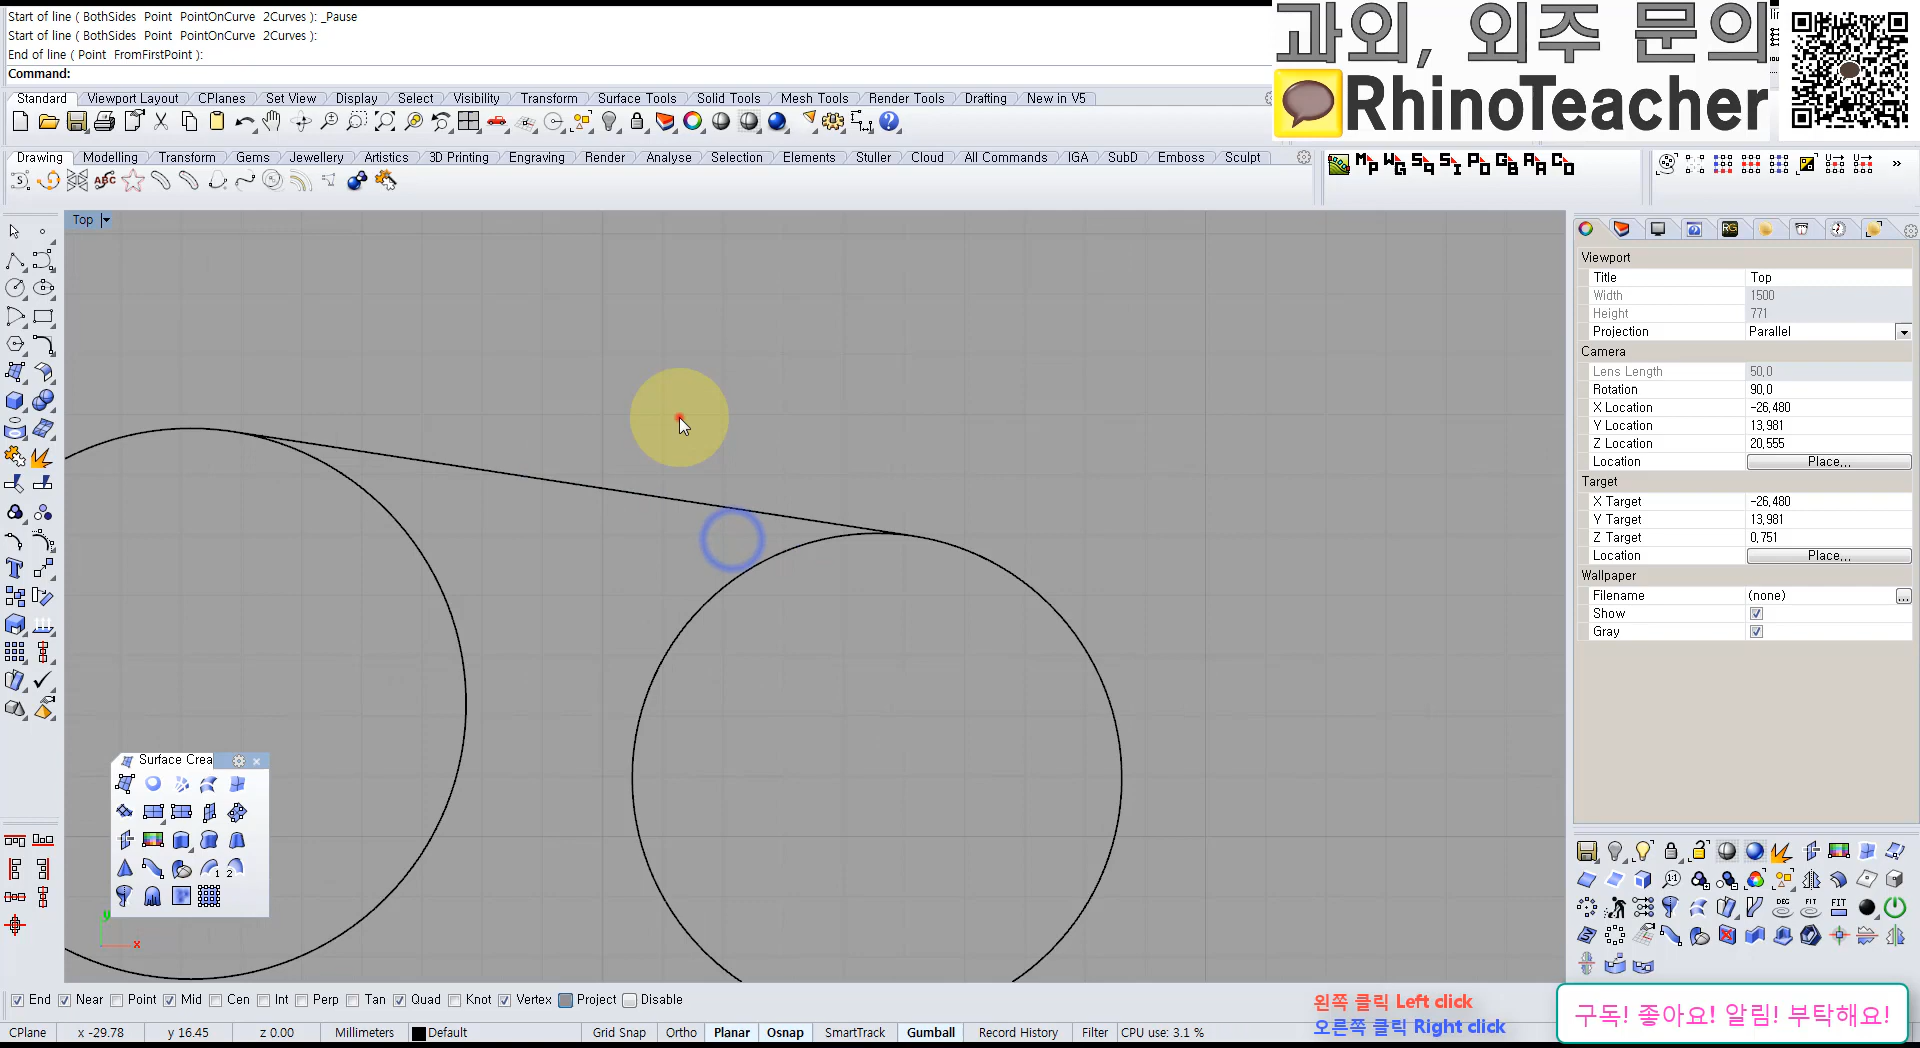 Start of line ( BothSides Point PointOnCurve 2Curves ): _Pause
Start of line ( BothSides Point PointOnCurve 2Curves ):
End of line ( Point FromFirstPoint ):
Command:
과외, 외주 문의
RhinoTeacher
Standard Viewport Layout CPlanes Set View Display Select Visibility Transform Surface Tools Solid Tools Mesh Tools Render Tools Drafting New in V5
Drawing Modelling Transform Gems Jewellery Artistics 3D Printing Engraving Render Analyse Selection Elements Stuller Cloud All Commands IGA SubD Emboss Sculpt
Top
Viewport
Title Top
Width 1500
Height 771
Projection Parallel
Camera
Lens Length 50,0
Rotation 90,0
X Location -26,480
Y Location 13,981
Z Location 20,555
Location Place...
Target
X Target -26,480
Y Target 13,981
Z Target 0,751
Location Place...
Wallpaper
Filename (none) ...
Show
Gray
Surface Crea
y
x
End Near Point Mid Cen Int Perp Tan Quad Knot Vertex Project Disable
왼쪽 클릭 Left click
오른쪽 클릭 Right click
구독! 좋아요! 알림! 부탁해요!
CPlane x -29.78 y 16.45 z 0.00 Millimeters Default Grid Snap Ortho Planar Osnap SmartTrack Gumball Record History Filter CPU use: 3.1 %